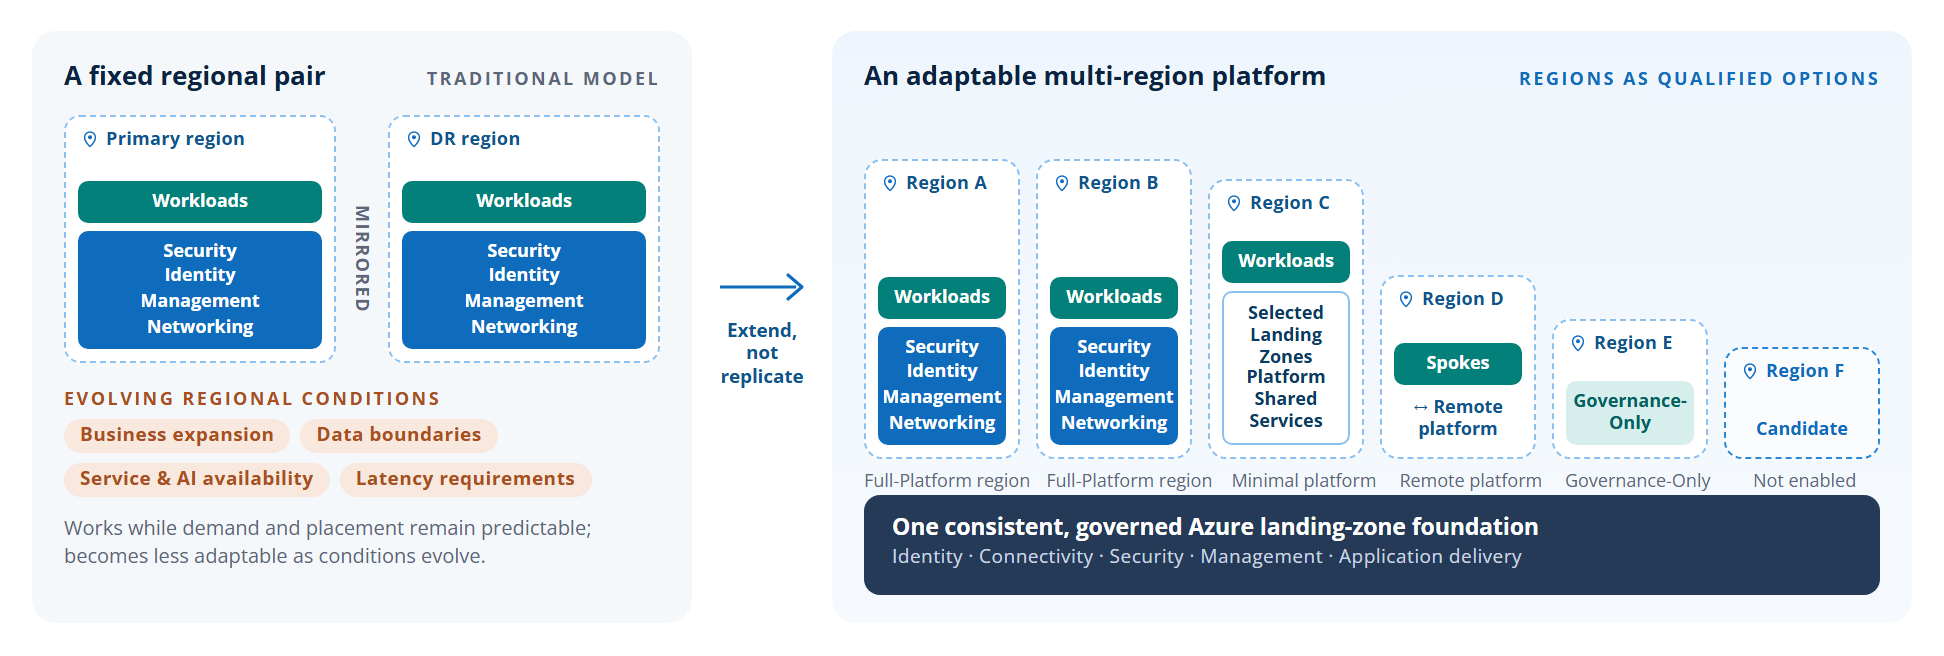 A fixed regional pair
TRADITIONAL MODEL
Primary region
Workloads
Security
Identity
Management
Networking
MIRRORED
DR region
Workloads
Security
Identity
Management
Networking
EVOLVING REGIONAL CONDITIONS
Business expansion
Data boundaries
Service & AI availability
Latency requirements
Works while demand and placement remain predictable;
becomes less adaptable as conditions evolve.
Extend,
not
replicate
An adaptable multi-region platform
REGIONS AS QUALIFIED OPTIONS
Region A
Workloads
Security
Identity
Management
Networking
Full-Platform region
Region B
Workloads
Security
Identity
Management
Networking
Full-Platform region
Region C
Workloads
Selected
Landing
Zones
Platform
Shared
Services
Minimal platform
Region D
Spokes
↔ Remote
platform
Remote platform
Region E
Governance-
Only
Governance-Only
Region F
Candidate
Not enabled
One consistent, governed Azure landing-zone foundation
Identity · Connectivity · Security · Management · Application delivery